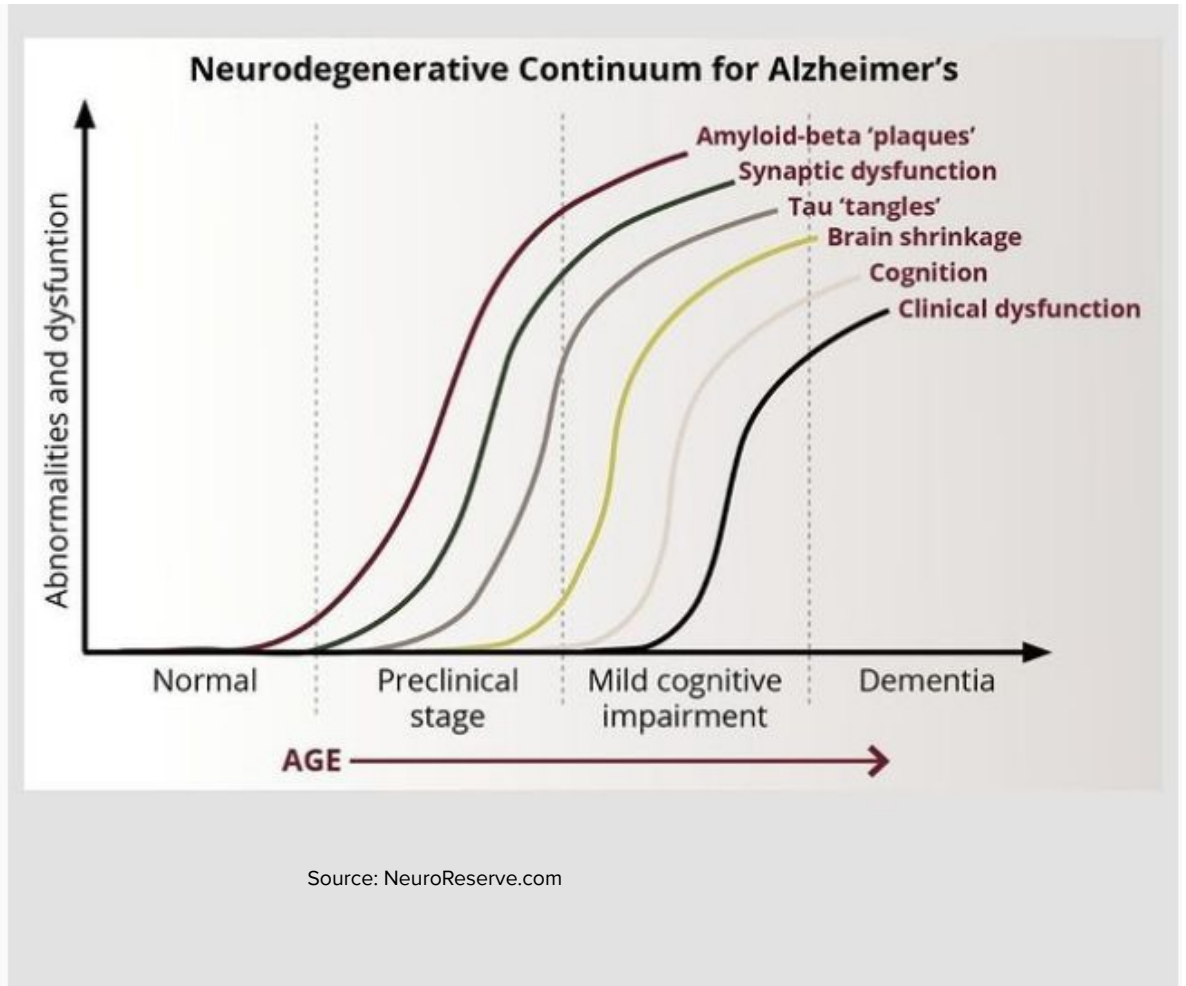 Neurodegenerative Continuum for Alzheimer’s
Abnormalities and dysfuntion
Amyloid-beta ‘plaques’
Synaptic dysfunction
Tau ‘tangles’
Brain shrinkage
Cognition
Clinical dysfunction
Normal
Preclinical
stage
Mild cognitive
impairment
Dementia
AGE
Source: NeuroReserve.com